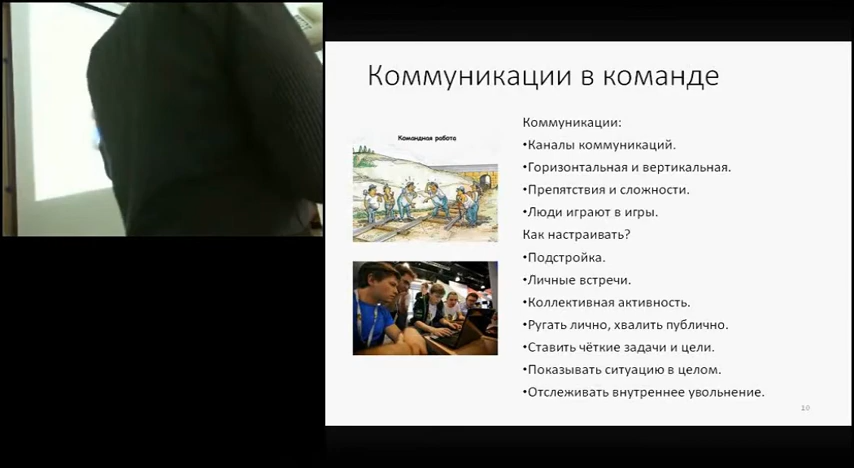 Коммуникации в команде
Командная работа
Коммуникации:
•Каналы коммуникаций.
•Горизонтальная и вертикальная.
•Препятствия и сложности.
•Люди играют в игры.
Как настраивать?
•Подстройка.
•Личные встречи.
•Коллективная активность.
•Ругать лично, хвалить публично.
•Ставить чёткие задачи и цели.
•Показывать ситуацию в целом.
•Отслеживать внутреннее увольнение.
10